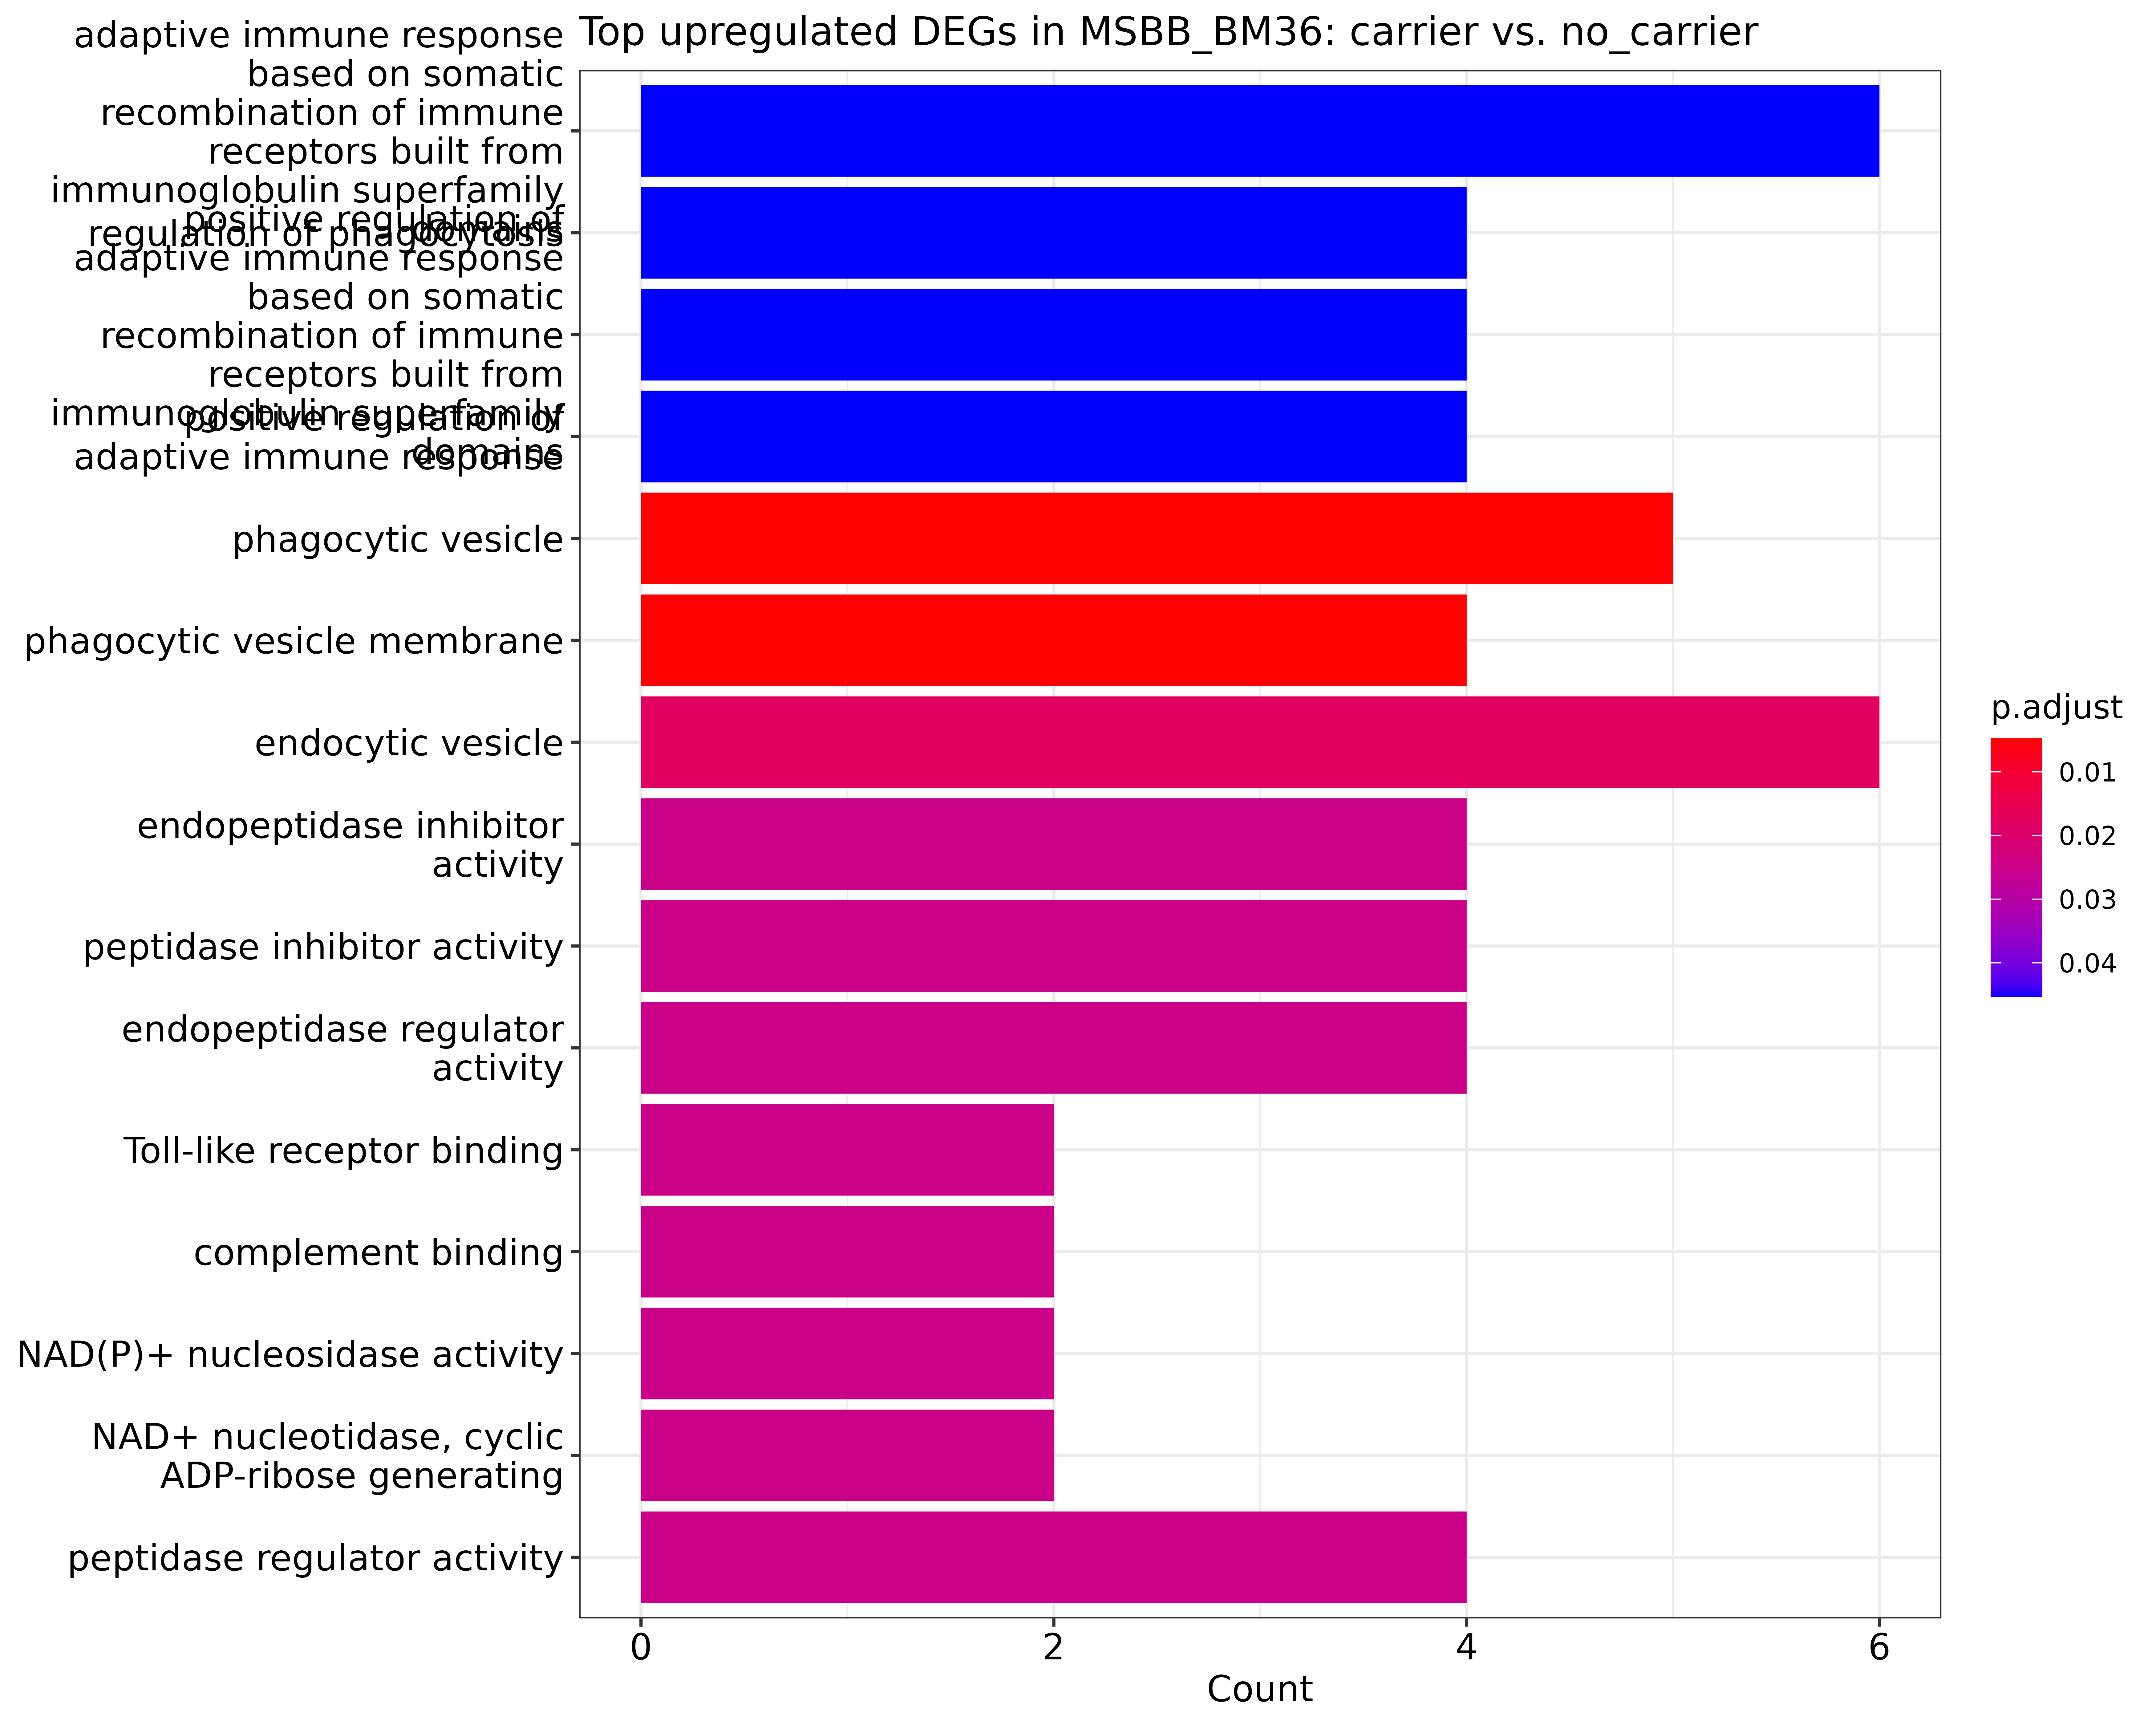 Top upregulated DEGs in MSBB_BM36: carrier vs. no_carrier
adaptive immune response
based on somatic
recombination of immune
receptors built from
immunoglobulin superfamily
domains
regulation of phagocytosis
positive regulation of
adaptive immune response
based on somatic
recombination of immune
receptors built from
immunoglobulin superfamily
domains
positive regulation of
adaptive immune response
phagocytic vesicle
phagocytic vesicle membrane
endocytic vesicle
endopeptidase inhibitor
activity
peptidase inhibitor activity
endopeptidase regulator
activity
Toll-like receptor binding
complement binding
NAD(P)+ nucleosidase activity
NAD+ nucleotidase, cyclic
ADP-ribose generating
peptidase regulator activity
0
2
4
6
Count
p.adjust
0.01
0.02
0.03
0.04